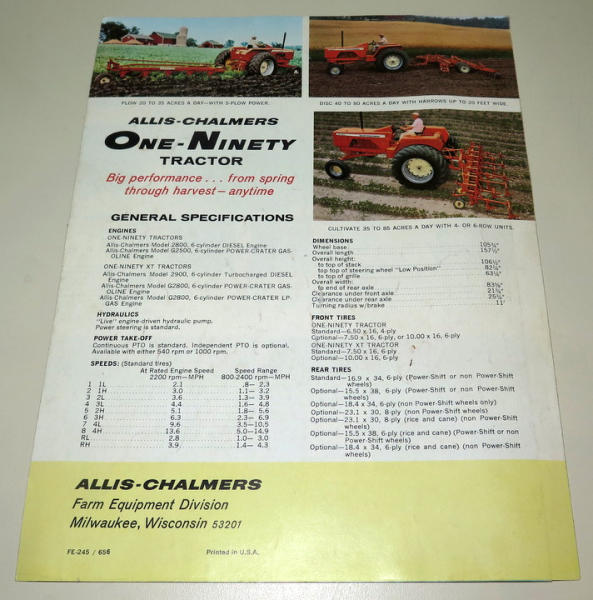 PLOW 20 TO 35 ACRES A DAY—WITH 5-PLOW POWER.
DISC 40 TO 80 ACRES A DAY WITH HARROWS UP TO 20 FEET WIDE.
ALLIS-CHALMERS
ONE-NINETY
TRACTOR
Big performance . . . from spring
through harvest — anytime
CULTIVATE 35 TO 85 ACRES A DAY WITH 4- OR 6-ROW UNITS.
GENERAL SPECIFICATIONS
ENGINES
ONE-NINETY TRACTORS
Allis-Chalmers Model 2800, 6-cylinder DIESEL Engine
Allis-Chalmers Model G2500, 6-cylinder POWER-CRATER GAS-
OLINE Engine
ONE-NINETY XT TRACTORS
Allis-Chalmers Model 2900, 6-cylinder Turbocharged DIESEL
Engine
Allis-Chalmers Model G2800, 6-cylinder POWER-CRATER GAS-
OLINE Engine
Allis-Chalmers Model G2800, 6-cylinder POWER-CRATER LP
GAS Engine
HYDRAULICS
"Live" engine-driven hydraulic pump.
Power steering is standard.
POWER TAKE-OFF
Continuous PTO is standard. Independent PTO is optional.
Available with either 540 rpm or 1000 rpm.
SPEEDS: (Standard tires)
At Rated Engine Speed Speed Range
2200 rpm—MPH 800-2400 rpm—MPH
1 1L 2.1 .8— 2.3
2 1H 3.0 1.1— 3.2
3 2L 3.6 1.3— 3.9
4 3L 4.4 1.6— 4.8
5 2H 5.1 1.8— 5.6
6 3H 6.3 2.3— 6.9
7 4L 9.6 3.5—10.5
8 4H 13.6 5.0—14.9
RL 2.8 1.0— 3.0
RH 3.9 1.4— 4.3
DIMENSIONS
Wheel base: 105¾"
Overall length
Overall height:
to top of stack
to top of steering wheel "Low Position"
to top of grille
Overall width:
to end of rear axle
Clearance under front axle
Clearance under rear axle
Turning radius w/brake 11'
FRONT TIRES
ONE-NINETY TRACTOR
Standard—6.50 x 16, 4-ply
Optional—7.50 x 16, 6-ply, or 10.00 x 16, 6-ply
ONE-NINETY XT TRACTOR
Standard—7.50 x 16, 6-ply
Optional—10.00 x 16, 6-ply
REAR TIRES
Standard—16.9 x 34, 6-ply (Power-Shift or non Power-Shift
wheels)
Optional—15.5 x 38, 6-ply (Power-Shift or non Power-Shift
wheels)
Optional—18.4 x 34, 6-ply (non Power-Shift wheels only)
Optional—23.1 x 30, 8-ply (non Power-Shift wheels)
Optional—23.1 x 30, 8-ply (rice and cane) (non Power-Shift
wheels)
Optional—15.5 x 38, 6-ply (rice and cane) (Power-Shift or non
Power-Shift wheels)
Optional—18.4 x 34, 6-ply (rice and cane) (non Power-Shift
wheels)
ALLIS-CHALMERS
Farm Equipment Division
Milwaukee, Wisconsin 53201
FE-245 / 656
Printed in U.S.A.